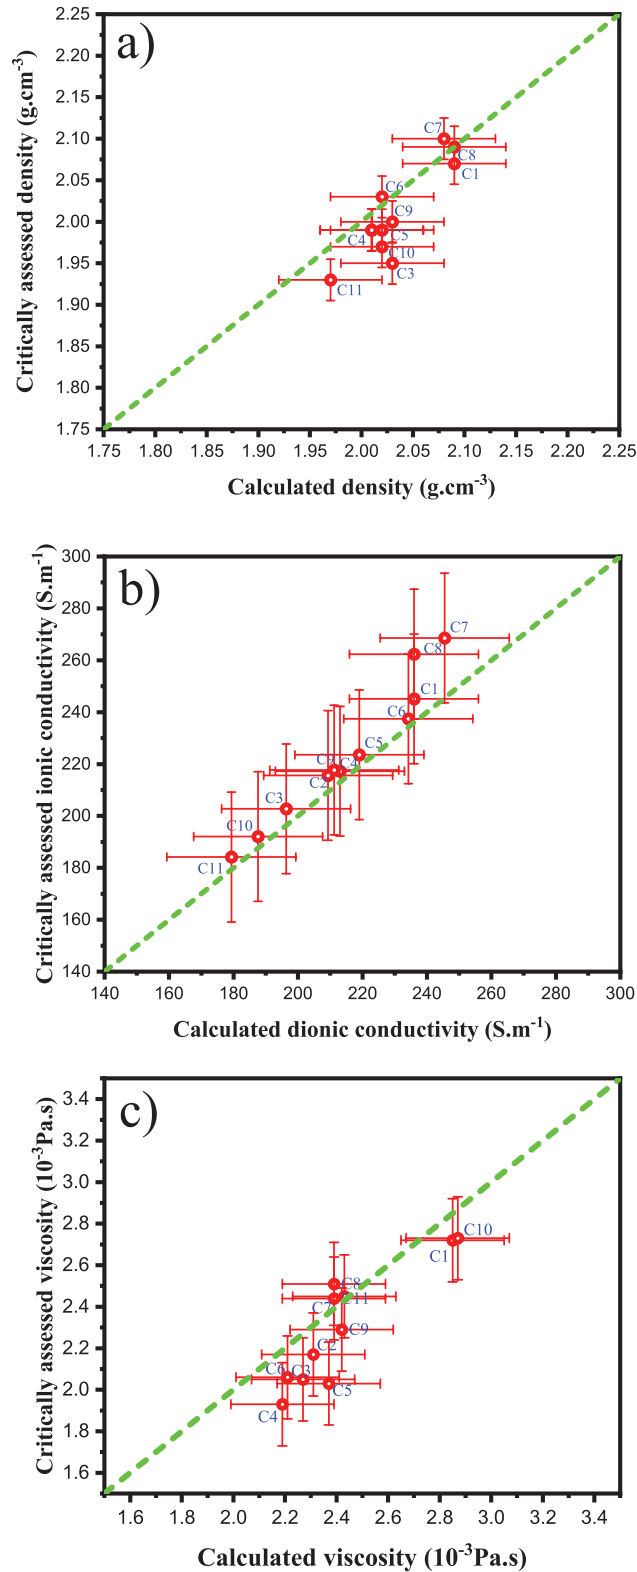 a)
2.25
2.20
2.15
2.10
2.05
2.00
1.95
1.90
1.85
1.80
1.75
Critically assessed density (g.cm-3)
C7
C8
C1
C6
C9
C4
C5
C10
C3
C11
1.75 1.80 1.85 1.90 1.95 2.00 2.05 2.10 2.15 2.20 2.25
Calculated density (g.cm-3)
b)
300
280
260
240
220
200
180
160
140
Critically assessed ionic conductivity (S.m-1)
C7
C8
C1
C6
C5
C9
C4
C2
C3
C10
C11
140 160 180 200 220 240 260 280 300
Calculated dionic conductivity (S.m-1)
c)
3.4
3.2
3.0
2.8
2.6
2.4
2.2
2.0
1.8
1.6
Critically assessed viscosity (10-3Pa.s)
C10
C1
C8
C11
C7
C9
C2
C6
C3
C5
C4
1.6 1.8 2.0 2.2 2.4 2.6 2.8 3.0 3.2 3.4
Calculated viscosity (10-3Pa.s)